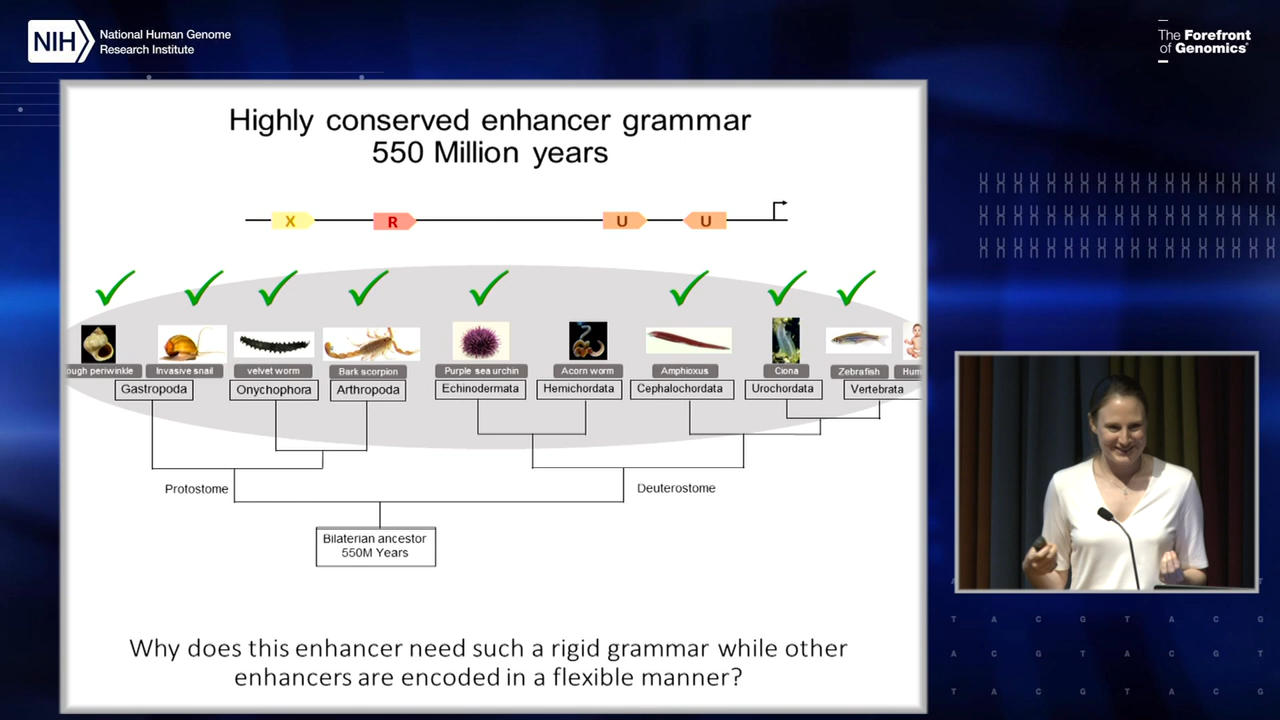 NIH
National Human Genome
Research Institute
The Forefront
of Genomics®
Highly conserved enhancer grammar
550 Million years
X R U U
ough periwinkle Invasive snail velvet worm Bark scorpion Purple sea urchin Acorn worm Amphioxus Ciona Zebrafish Hum
Gastropoda Onychophora Arthropoda Echinodermata Hemichordata Cephalochordata Urochordata Vertebrata
Protostome Deuterostome
Bilaterian ancestor
550M Years
Why does this enhancer need such a rigid grammar while other
enhancers are encoded in a flexible manner?
T A C G T A C G
A C G T A C G T
T A C G T A C G